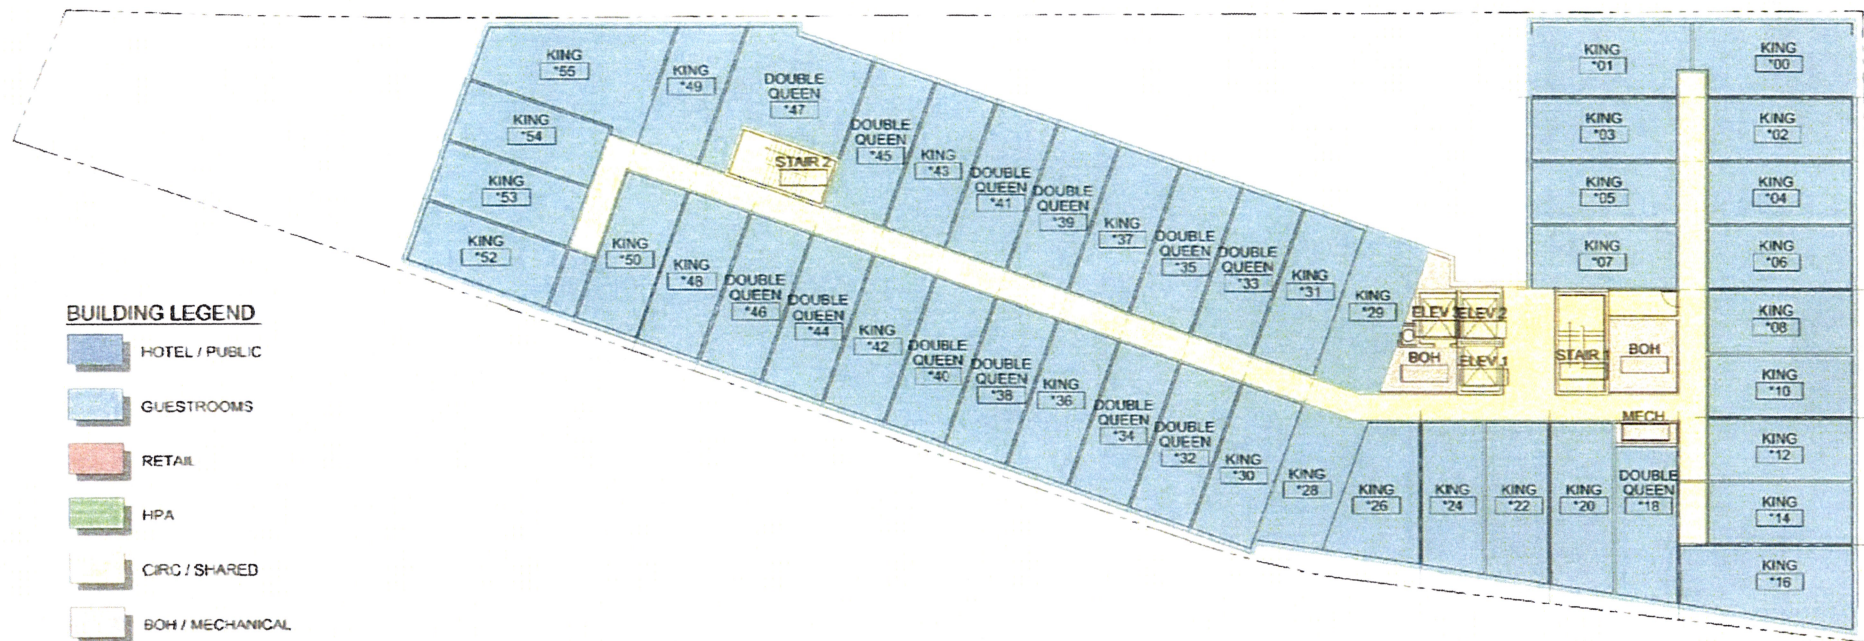 KING
*55
KING
*49
DOUBLE
QUEEN
*47
KING
*54
DOUBLE
QUEEN
*45
KING
*43
STAIR 2
KING
*53
DOUBLE
QUEEN
*41
DOUBLE
QUEEN
*39
KING
*37
DOUBLE
QUEEN
*35
DOUBLE
QUEEN
*33
KING
*31
KING
*29
KING
*52
KING
*50
KING
*48
DOUBLE
QUEEN
*46
DOUBLE
QUEEN
*44
KING
*42
DOUBLE
QUEEN
*40
DOUBLE
QUEEN
*38
KING
*36
DOUBLE
QUEEN
*34
DOUBLE
QUEEN
*32
KING
*30
KING
*28
KING
*26
KING
*24
KING
*22
KING
*20
DOUBLE
QUEEN
*18
KING
*01
KING
*00
KING
*03
KING
*02
KING
*05
KING
*04
KING
*07
KING
*06
KING
*08
KING
*10
KING
*12
KING
*14
KING
*16
ELEV 2
ELEV 1
BOH
STAIR 1
BOH
MECH
BUILDING LEGEND
HOTEL / PUBLIC
GUESTROOMS
RETAIL
HPA
CIRC / SHARED
BOH / MECHANICAL